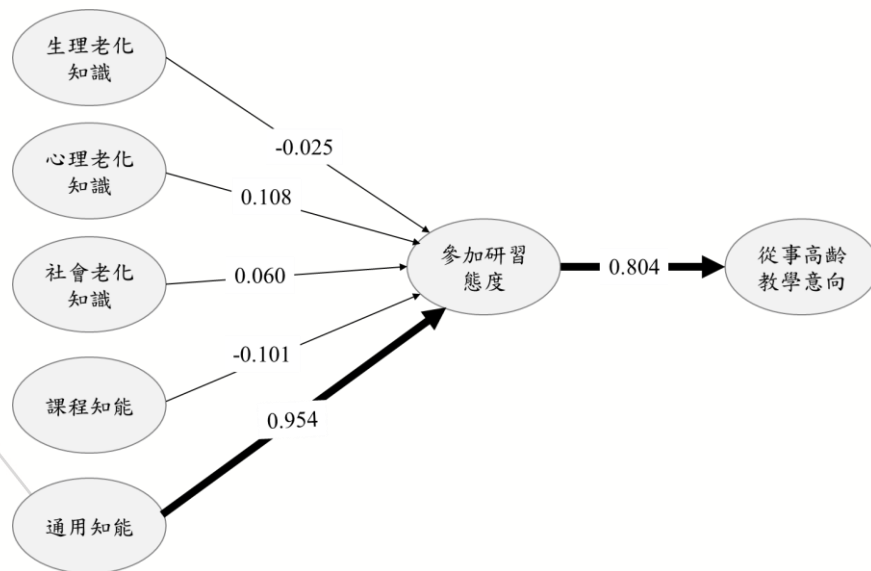 生理老化
知識
-0.025
心理老化
知識
0.108
社會老化
知識
0.060
參加研習
態度
0.804
從事高齡
教學意向
-0.101
課程知能
0.954
通用知能